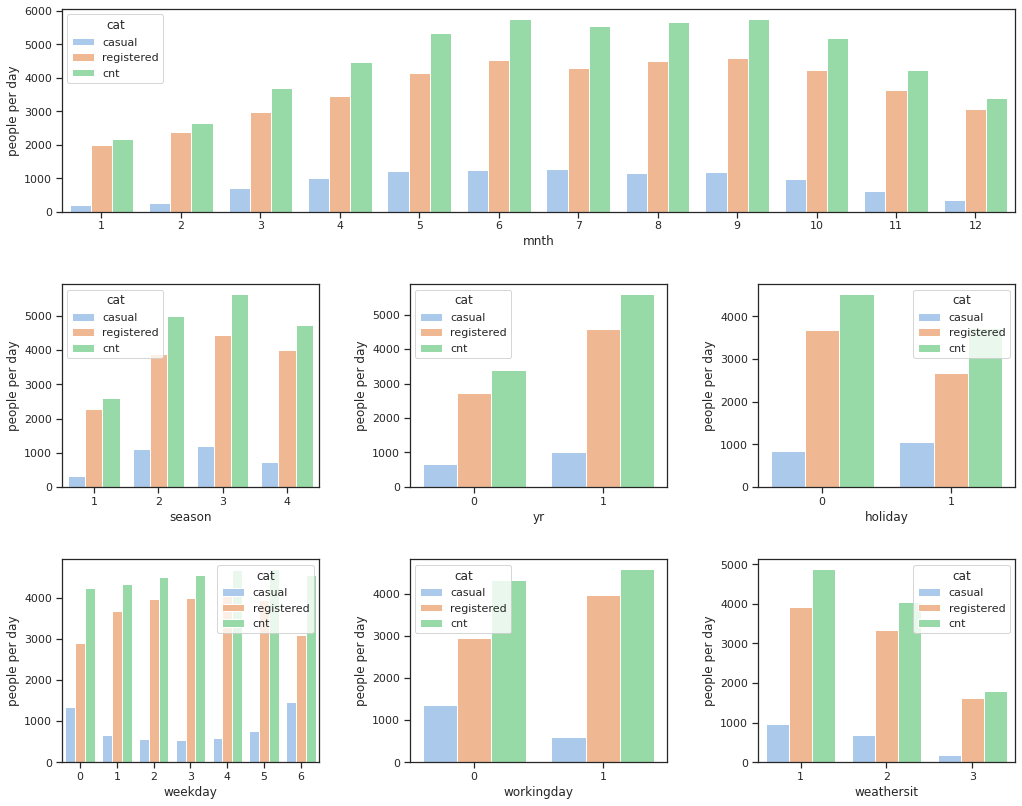 people per day
6000
5000
4000
3000
2000
1000
0
cat
casual
registered
cnt
1 2 3 4 5 6 7 8 9 10 11 12
mnth
people per day
5000
4000
3000
2000
1000
0
cat
casual
registered
cnt
1 2 3 4
season
people per day
5000
4000
3000
2000
1000
0
cat
casual
registered
cnt
0 1
yr
people per day
4000
3000
2000
1000
0
cat
casual
registered
cnt
0 1
holiday
people per day
4000
3000
2000
1000
0
cat
casual
registered
cnt
0 1 2 3 4 5 6
weekday
people per day
4000
3000
2000
1000
0
cat
casual
registered
cnt
0 1
workingday
people per day
5000
4000
3000
2000
1000
0
cat
casual
registered
cnt
1 2 3
weathersit